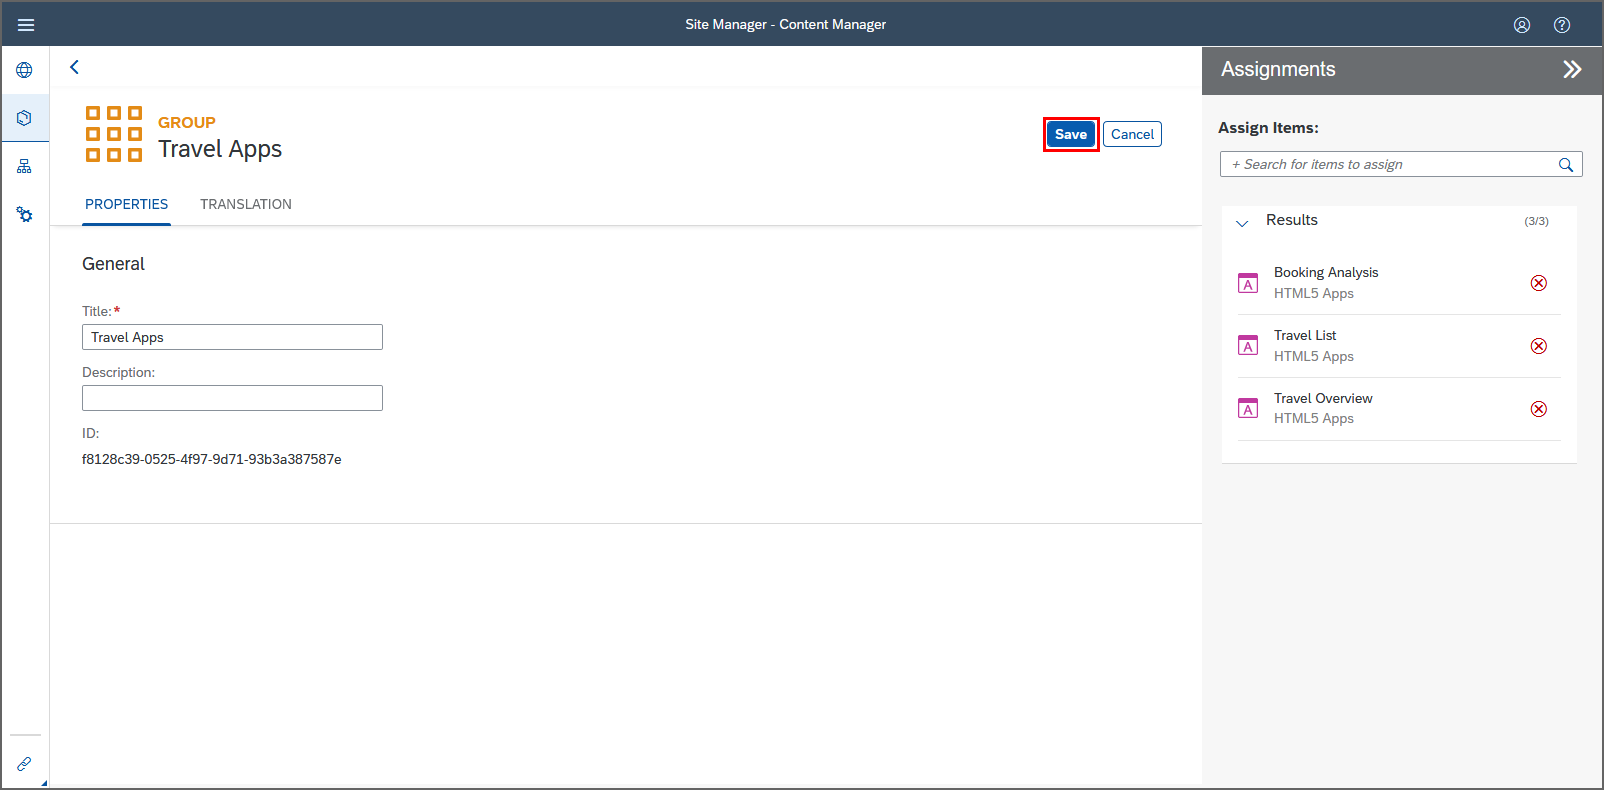 Site Manager - Content Manager
GROUP
Travel Apps
Save
Cancel
PROPERTIES
TRANSLATION
General
Title:*
Travel Apps
Description:
ID:
f8128c39-0525-4f97-9d71-93b3a387587e
Assignments
Assign Items:
+ Search for items to assign
Results
(3/3)
A
Booking Analysis
HTML5 Apps
A
Travel List
HTML5 Apps
A
Travel Overview
HTML5 Apps